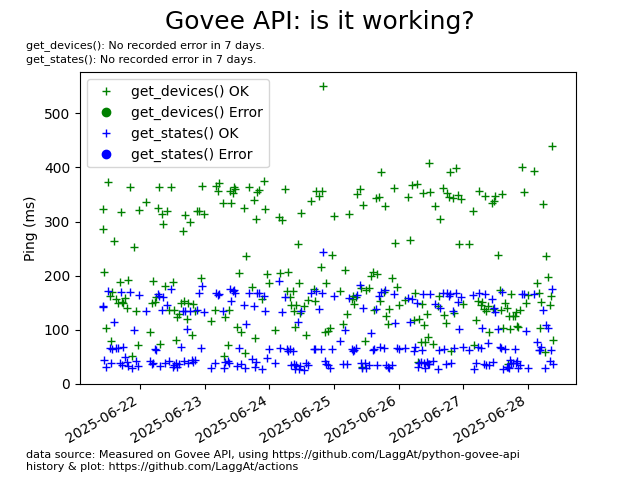 Govee API: is it working?
get_devices(): No recorded error in 7 days.
get_states(): No recorded error in 7 days.
get_devices() OK
get_devices() Error
get_states() OK
get_states() Error
Ping (ms)
500
400
300
200
100
0
2025-06-22
2025-06-23
2025-06-24
2025-06-25
2025-06-26
2025-06-27
2025-06-28
data source: Measured on Govee API, using https://github.com/LaggAt/python-govee-api
history & plot: https://github.com/LaggAt/actions